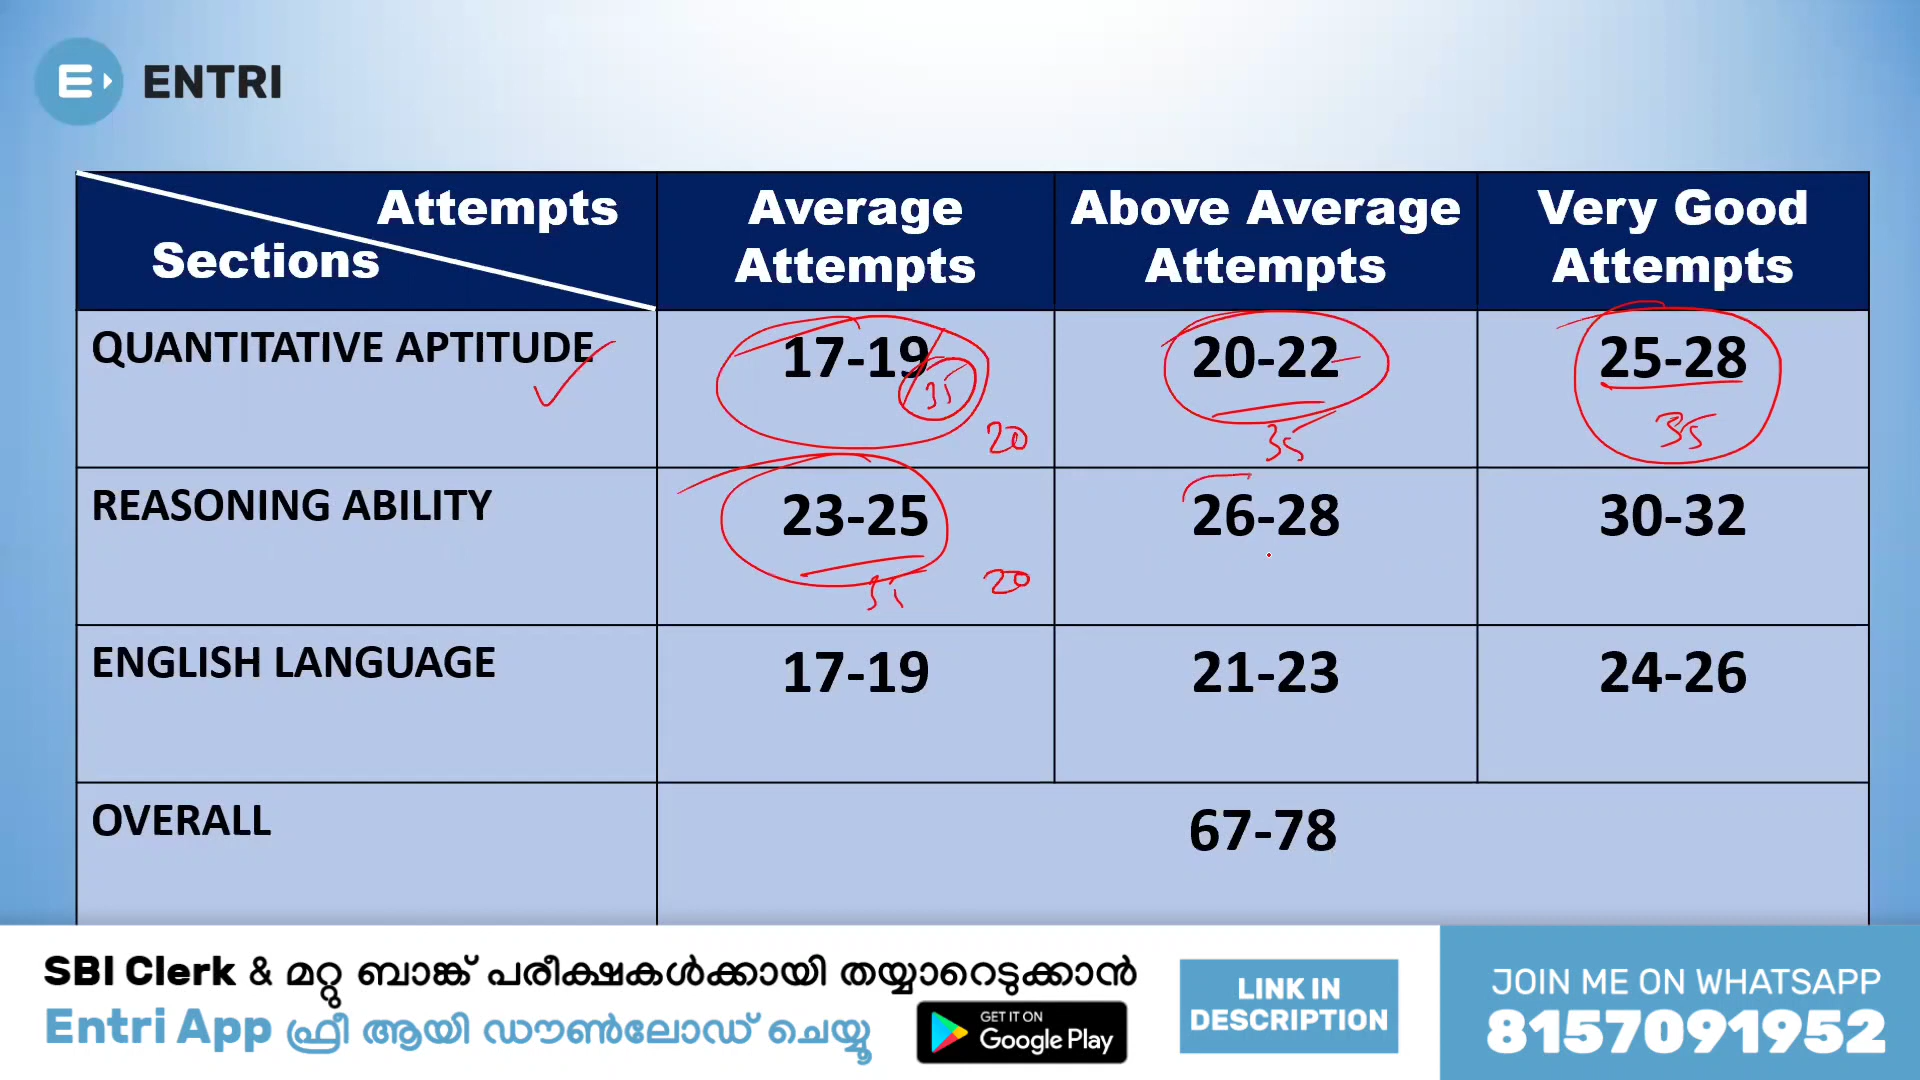 ENTRI
Attempts
Sections
Average Attempts
Above Average Attempts
Very Good Attempts
QUANTITATIVE APTITUDE
17-19
20-22
25-28
35
20
35
35
REASONING ABILITY
23-25
26-28
30-32
20
ENGLISH LANGUAGE
17-19
21-23
24-26
OVERALL
67-78
SBI Clerk & മറ്റു ബാങ്ക് പരീക്ഷകൾക്കായി തയ്യാറെടുക്കാൻ
Entri App ഫ്രീ ആയി ഡൗൺലോഡ് ചെയ്യൂ
GET IT ON
Google Play
LINK IN
DESCRIPTION
JOIN ME ON WHATSAPP
8157091952